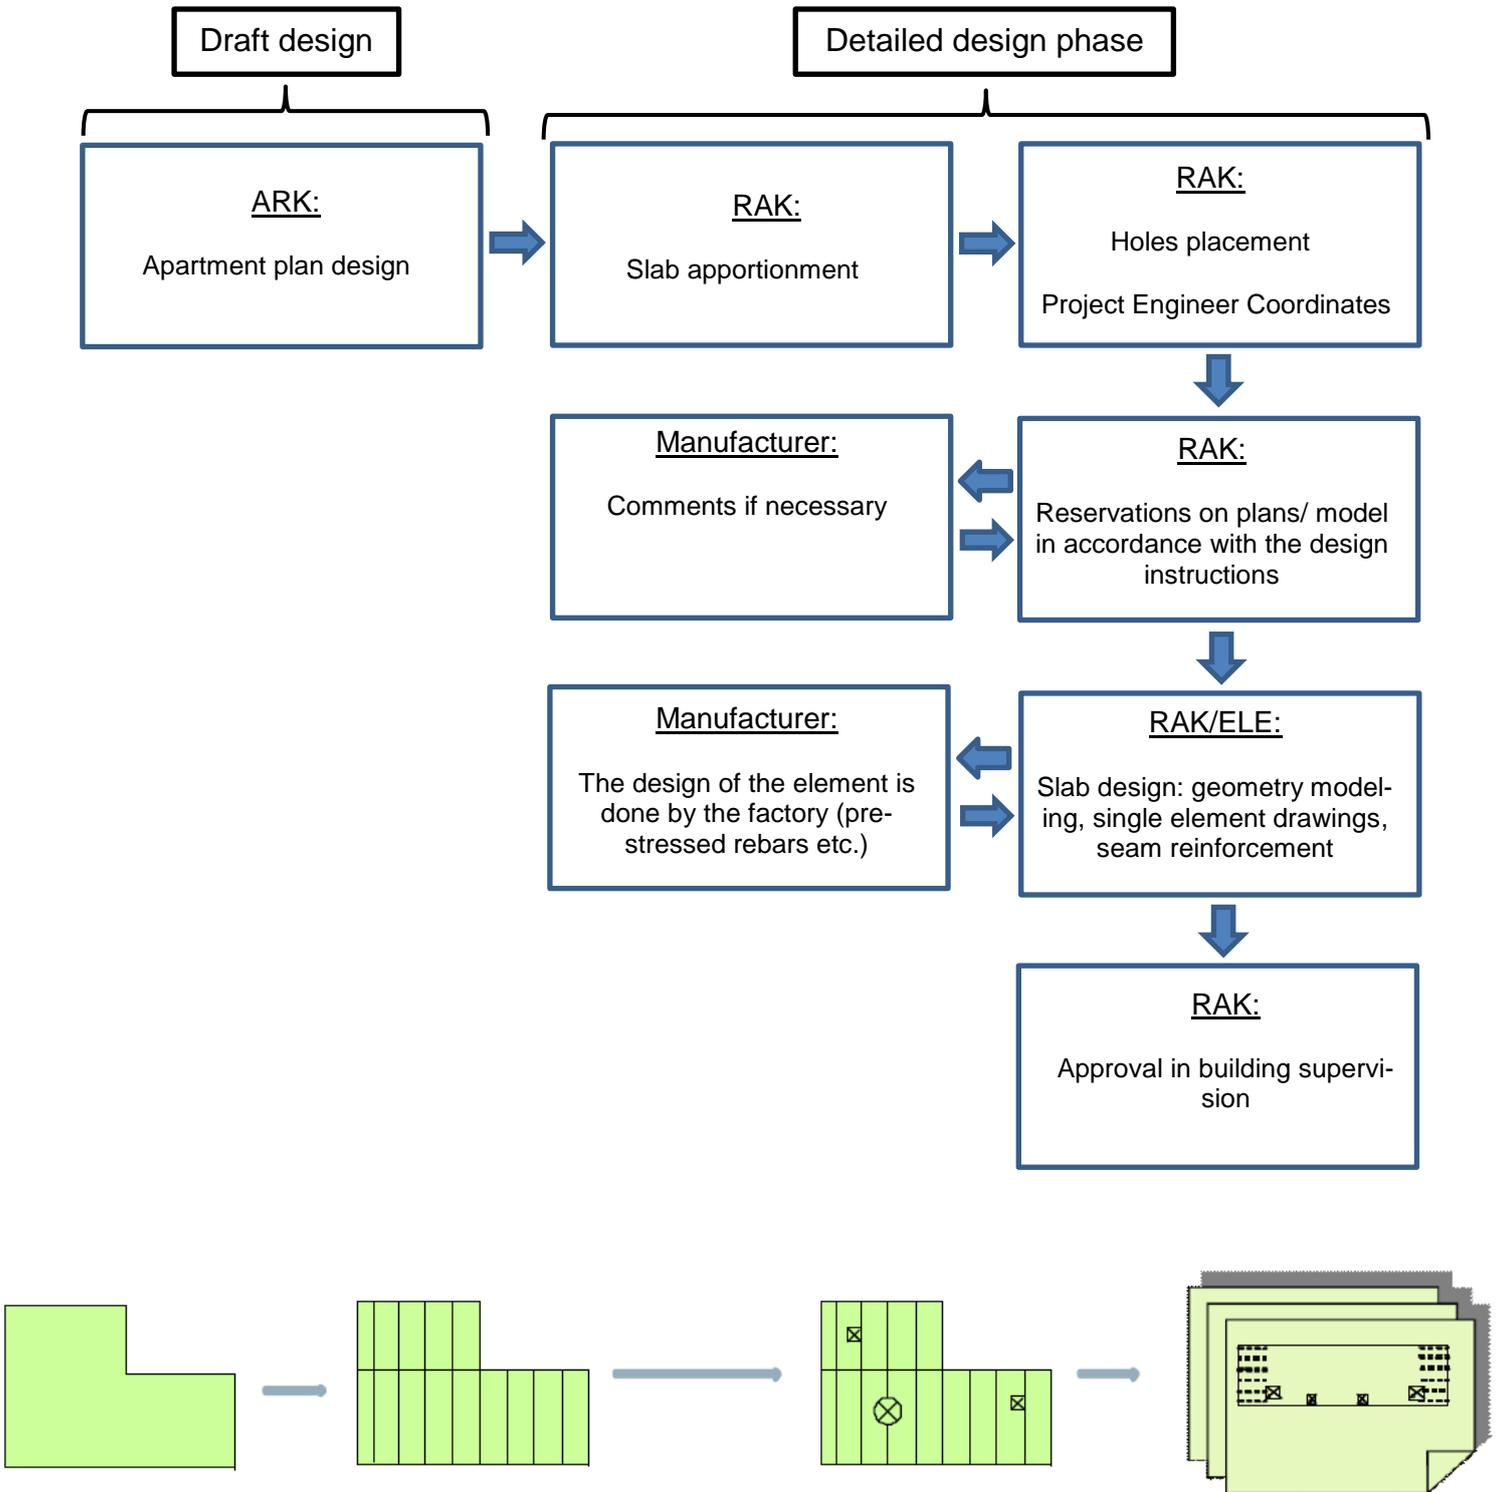 Draft design
Detailed design phase
ARK:
Apartment plan design
RAK:
Slab apportionment
RAK:
Holes placement
Project Engineer Coordinates
Manufacturer:
Comments if necessary
RAK:
Reservations on plans/ model
in accordance with the design
instructions
Manufacturer:
The design of the element is
done by the factory (pre-
stressed rebars etc.)
RAK/ELE:
Slab design: geometry model-
ing, single element drawings,
seam reinforcement
RAK:
Approval in building supervi-
sion